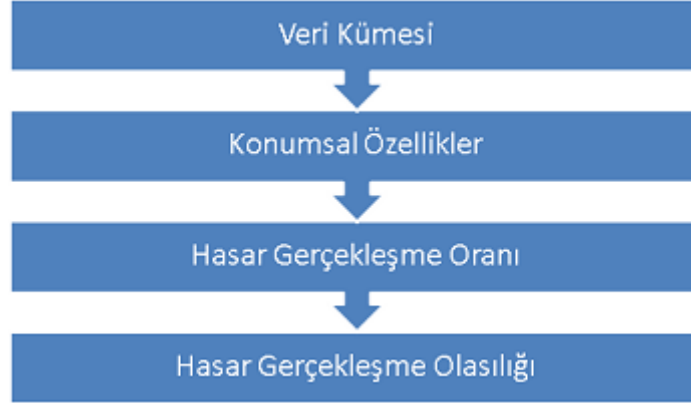 Veri Kümesi
Konumsal Özellikler
Hasar Gerçekleşme Oranı
Hasar Gerçekleşme Olasılığı